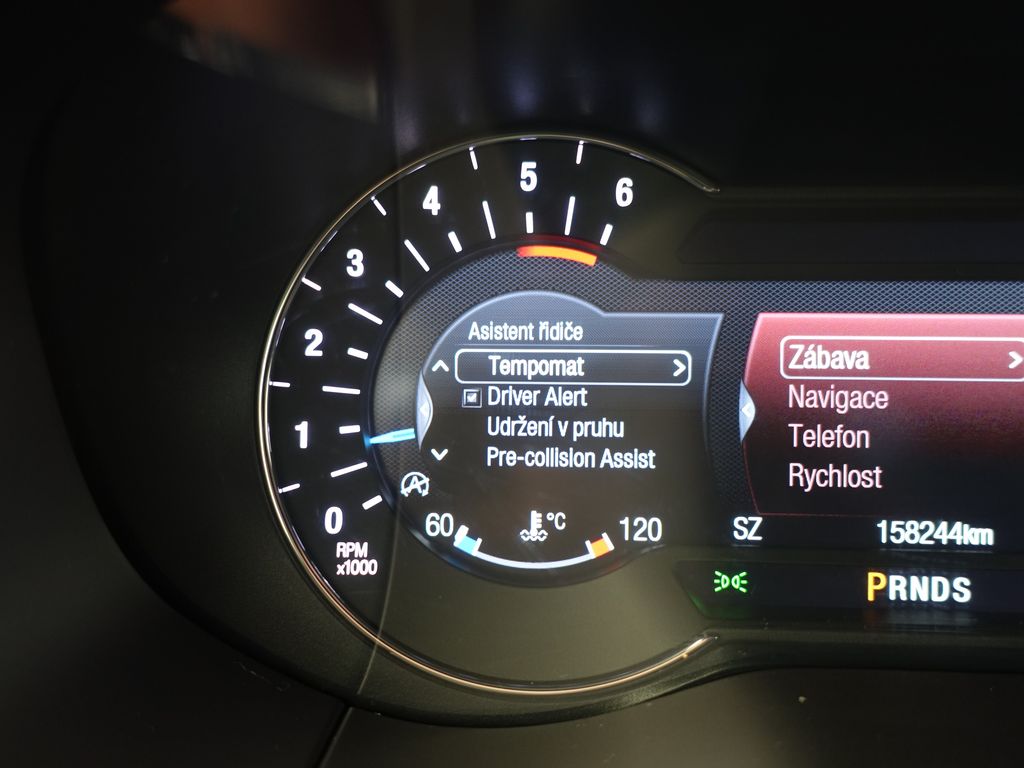 6
5
4
3
2
1
0
RPM
x1000
Asistent řidiče
Tempomat >
Driver Alert
Udržení v pruhu
Pre-collision Assist
60 °C 120
Zábava >
Navigace
Telefon
Rychlost
SZ 158244km
PRNDS